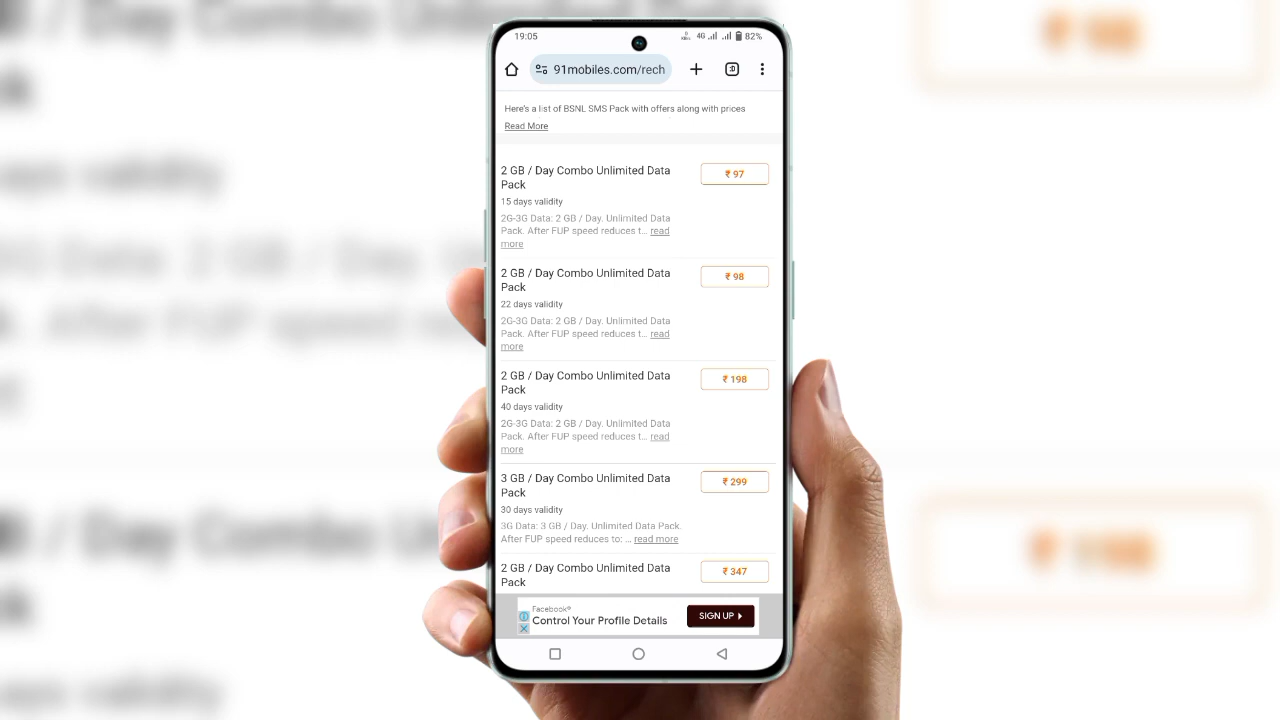 19:05
4G
82%
91mobiles.com/rech
Here's a list of BSNL SMS Pack with offers along with prices
Read More
2 GB / Day Combo Unlimited Data
Pack
₹ 97
15 days validity
2G-3G Data: 2 GB / Day. Unlimited Data
Pack. After FUP speed reduces t... read
more
2 GB / Day Combo Unlimited Data
Pack
₹ 98
22 days validity
2G-3G Data: 2 GB / Day. Unlimited Data
Pack. After FUP speed reduces t... read
more
2 GB / Day Combo Unlimited Data
Pack
₹ 198
40 days validity
2G-3G Data: 2 GB / Day. Unlimited Data
Pack. After FUP speed reduces t... read
more
3 GB / Day Combo Unlimited Data
Pack
₹ 299
30 days validity
3G Data: 3 GB / Day. Unlimited Data Pack.
After FUP speed reduces to: ... read more
2 GB / Day Combo Unlimited Data
Pack
₹ 347
Facebook®
Control Your Profile Details
SIGN UP